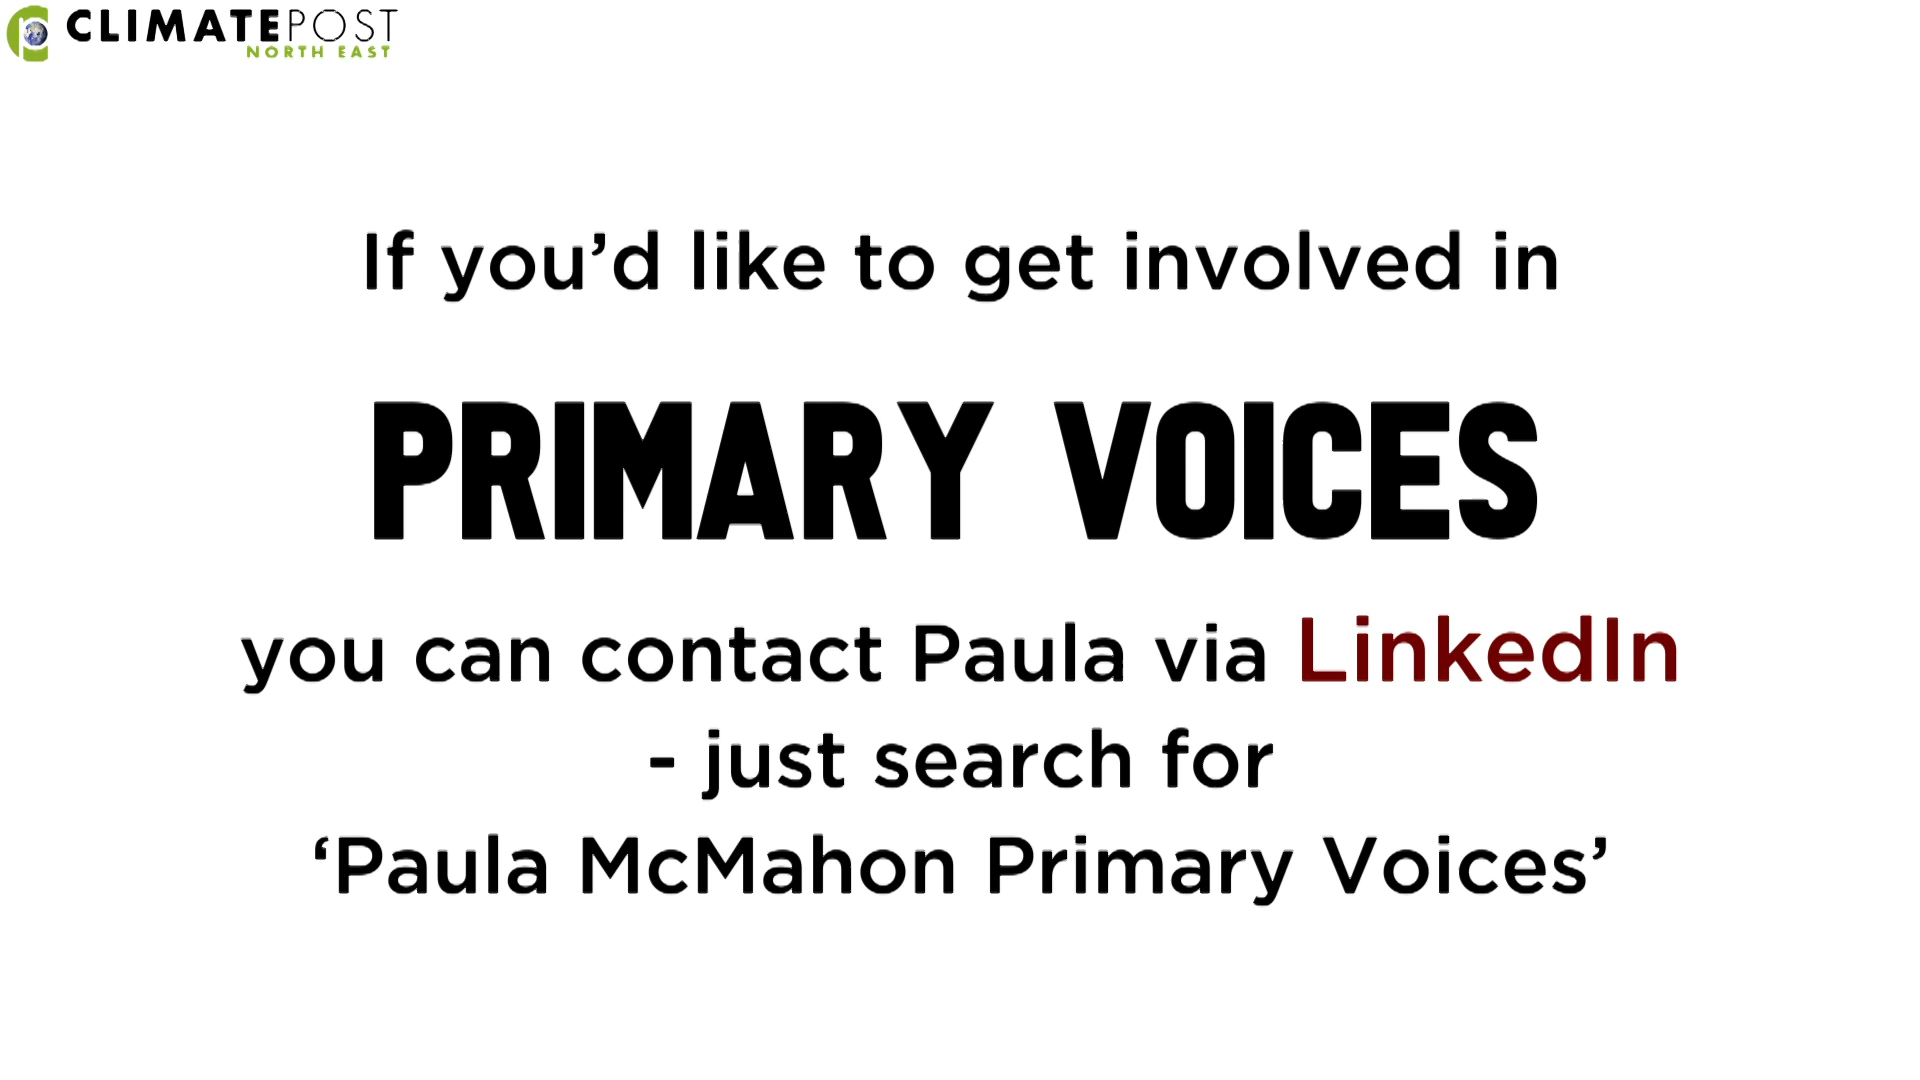 CLIMATEPOST
NORTH EAST
If you’d like to get involved in
PRIMARY VOICES
you can contact Paula via LinkedIn
- just search for
‘Paula McMahon Primary Voices’